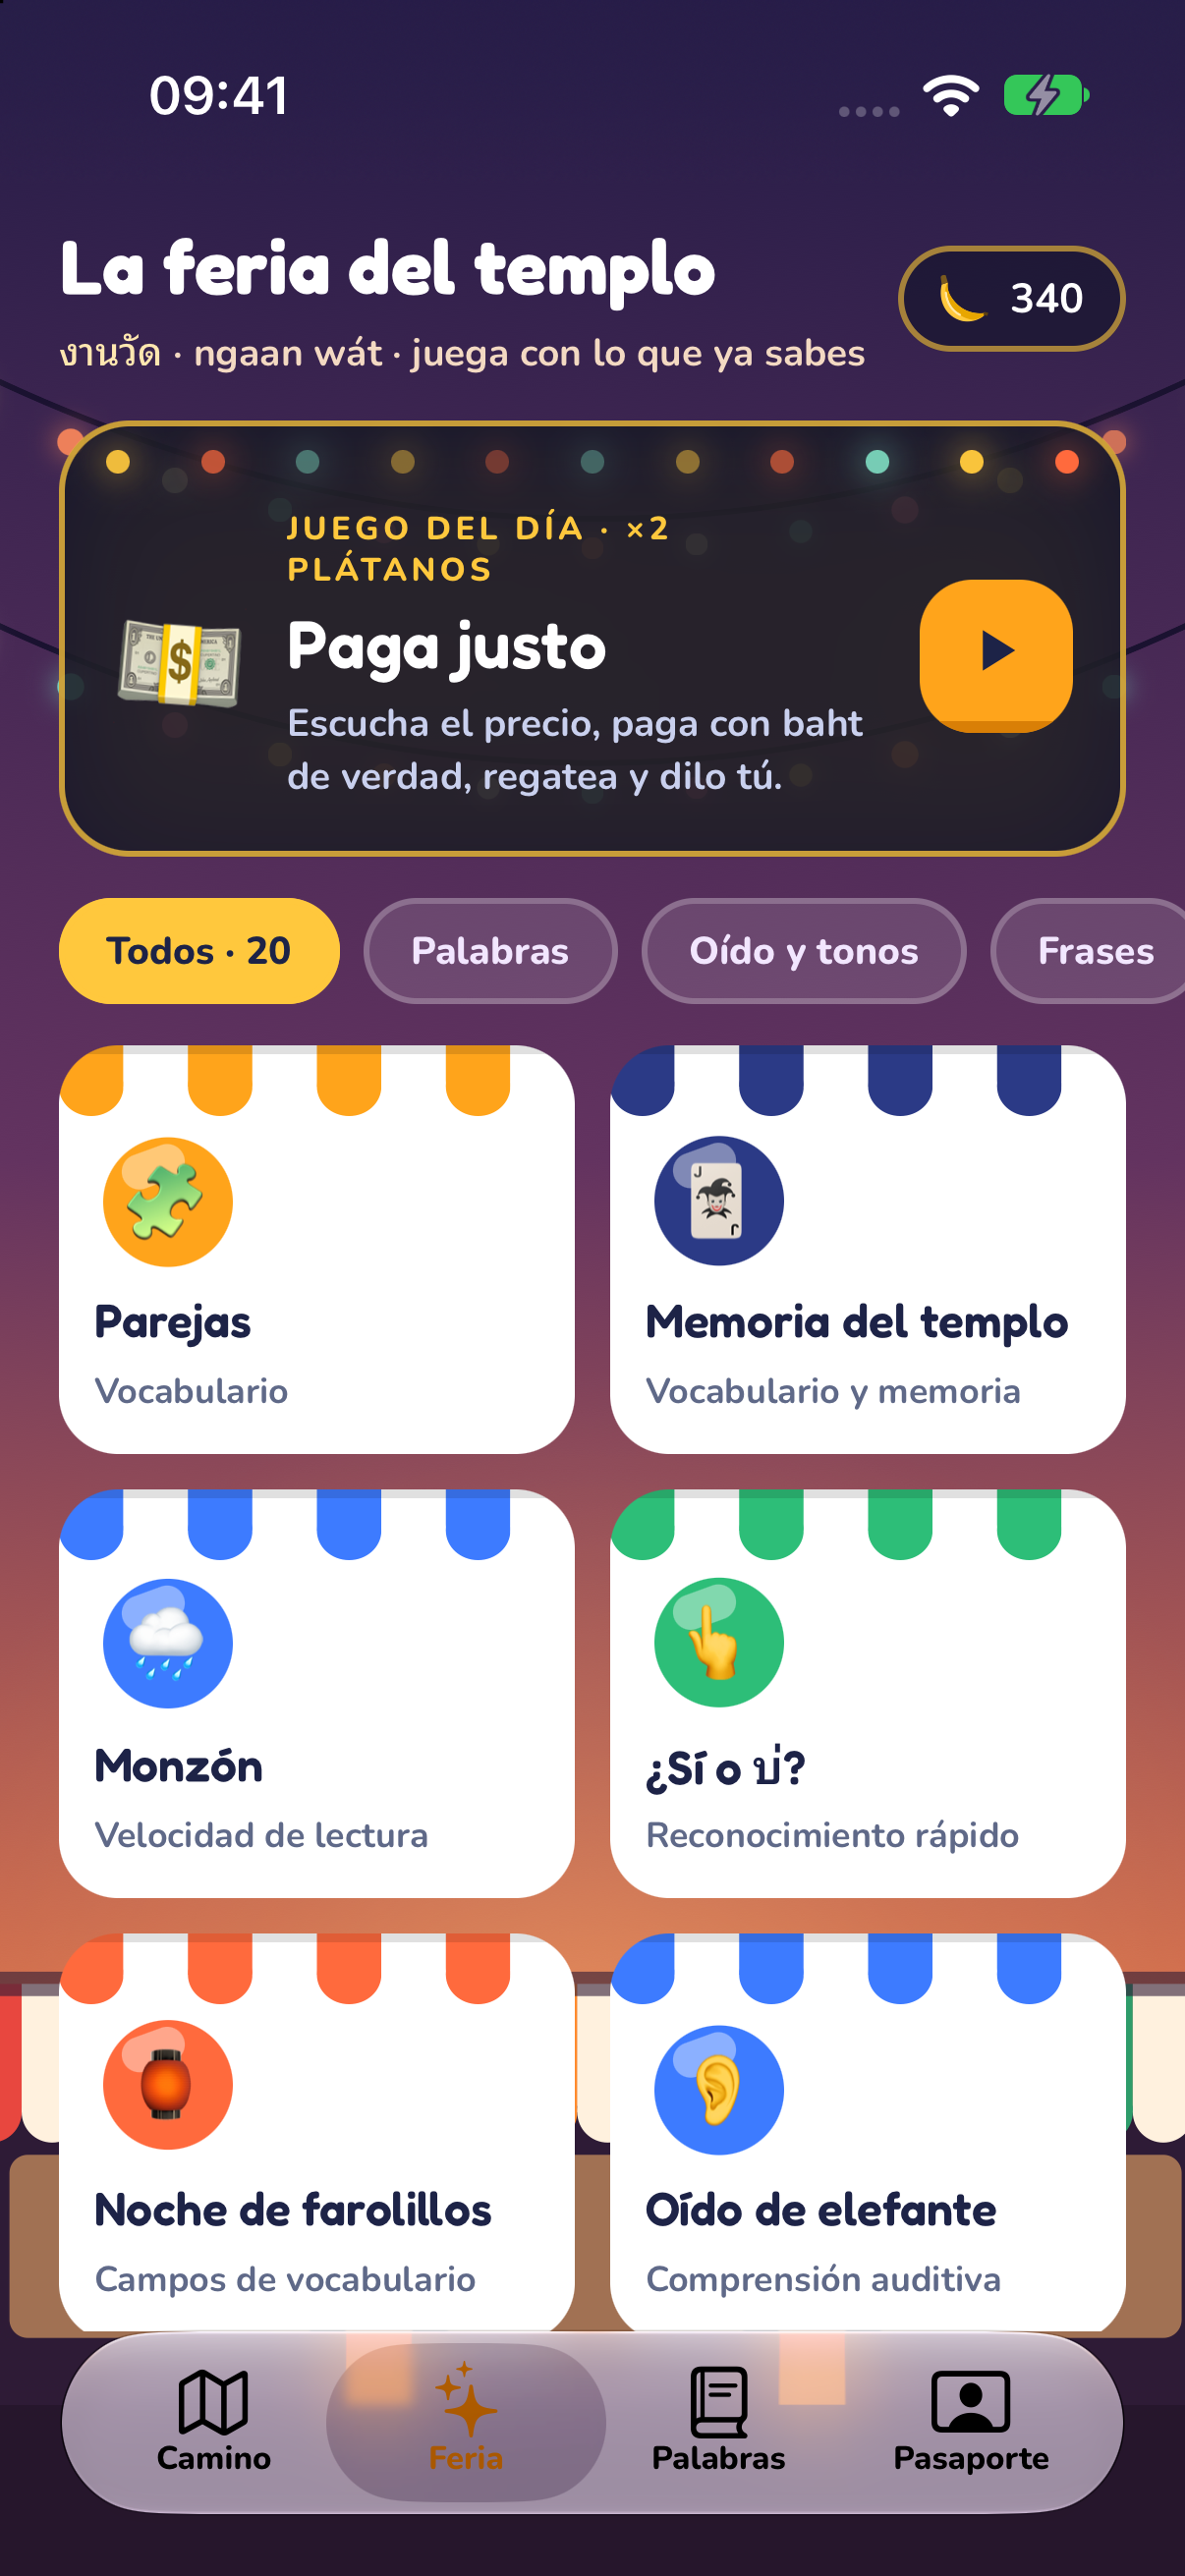 09:41
La feria del templo
340
งานวัด · ngaan wát · juega con lo que ya sabes
JUEGO DEL DÍA · ×2
PLÁTANOS
Paga justo
Escucha el precio, paga con baht
de verdad, regatea y dilo tú.
Todos · 20
Palabras
Oído y tonos
Frases
Parejas
Vocabulario
Memoria del templo
Vocabulario y memoria
Monzón
Velocidad de lectura
¿Sí o บ่?
Reconocimiento rápido
Noche de farolillos
Campos de vocabulario
Oído de elefante
Comprensión auditiva
Camino
Feria
Palabras
Pasaporte